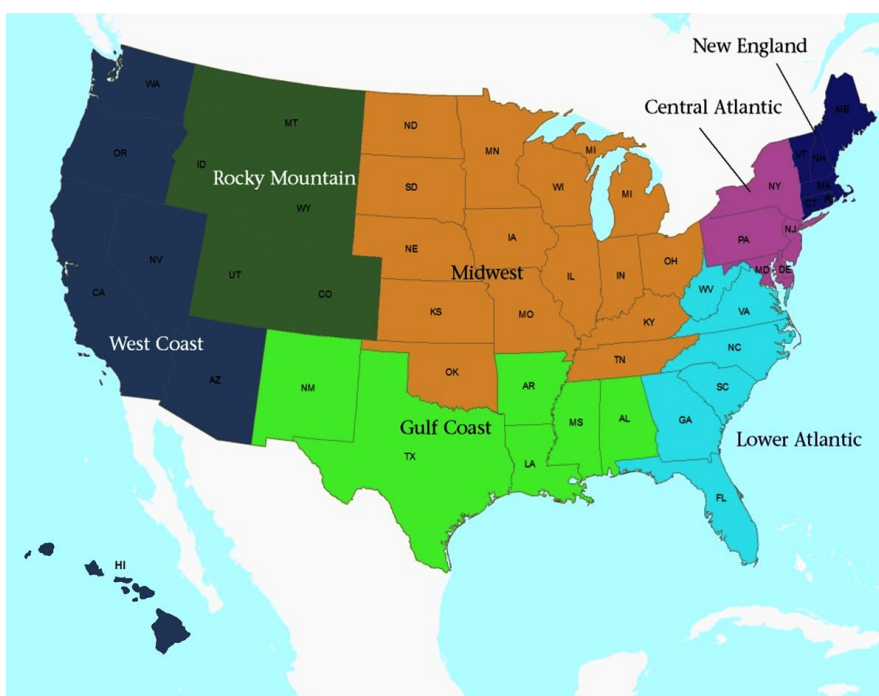 New England
Central Atlantic
WA
MT
ND
MN
MI
ME
VT
NH
OR
ID
Rocky Mountain
SD
WI
MI
NY
MA
CT
RI
WY
NE
IA
PA
NJ
NV
UT
CO
Midwest
IL
IN
OH
MD
DE
CA
KS
MO
WV
VA
KY
West Coast
AZ
NM
OK
TN
NC
AR
SC
Gulf Coast
MS
AL
GA
Lower Atlantic
TX
LA
FL
HI